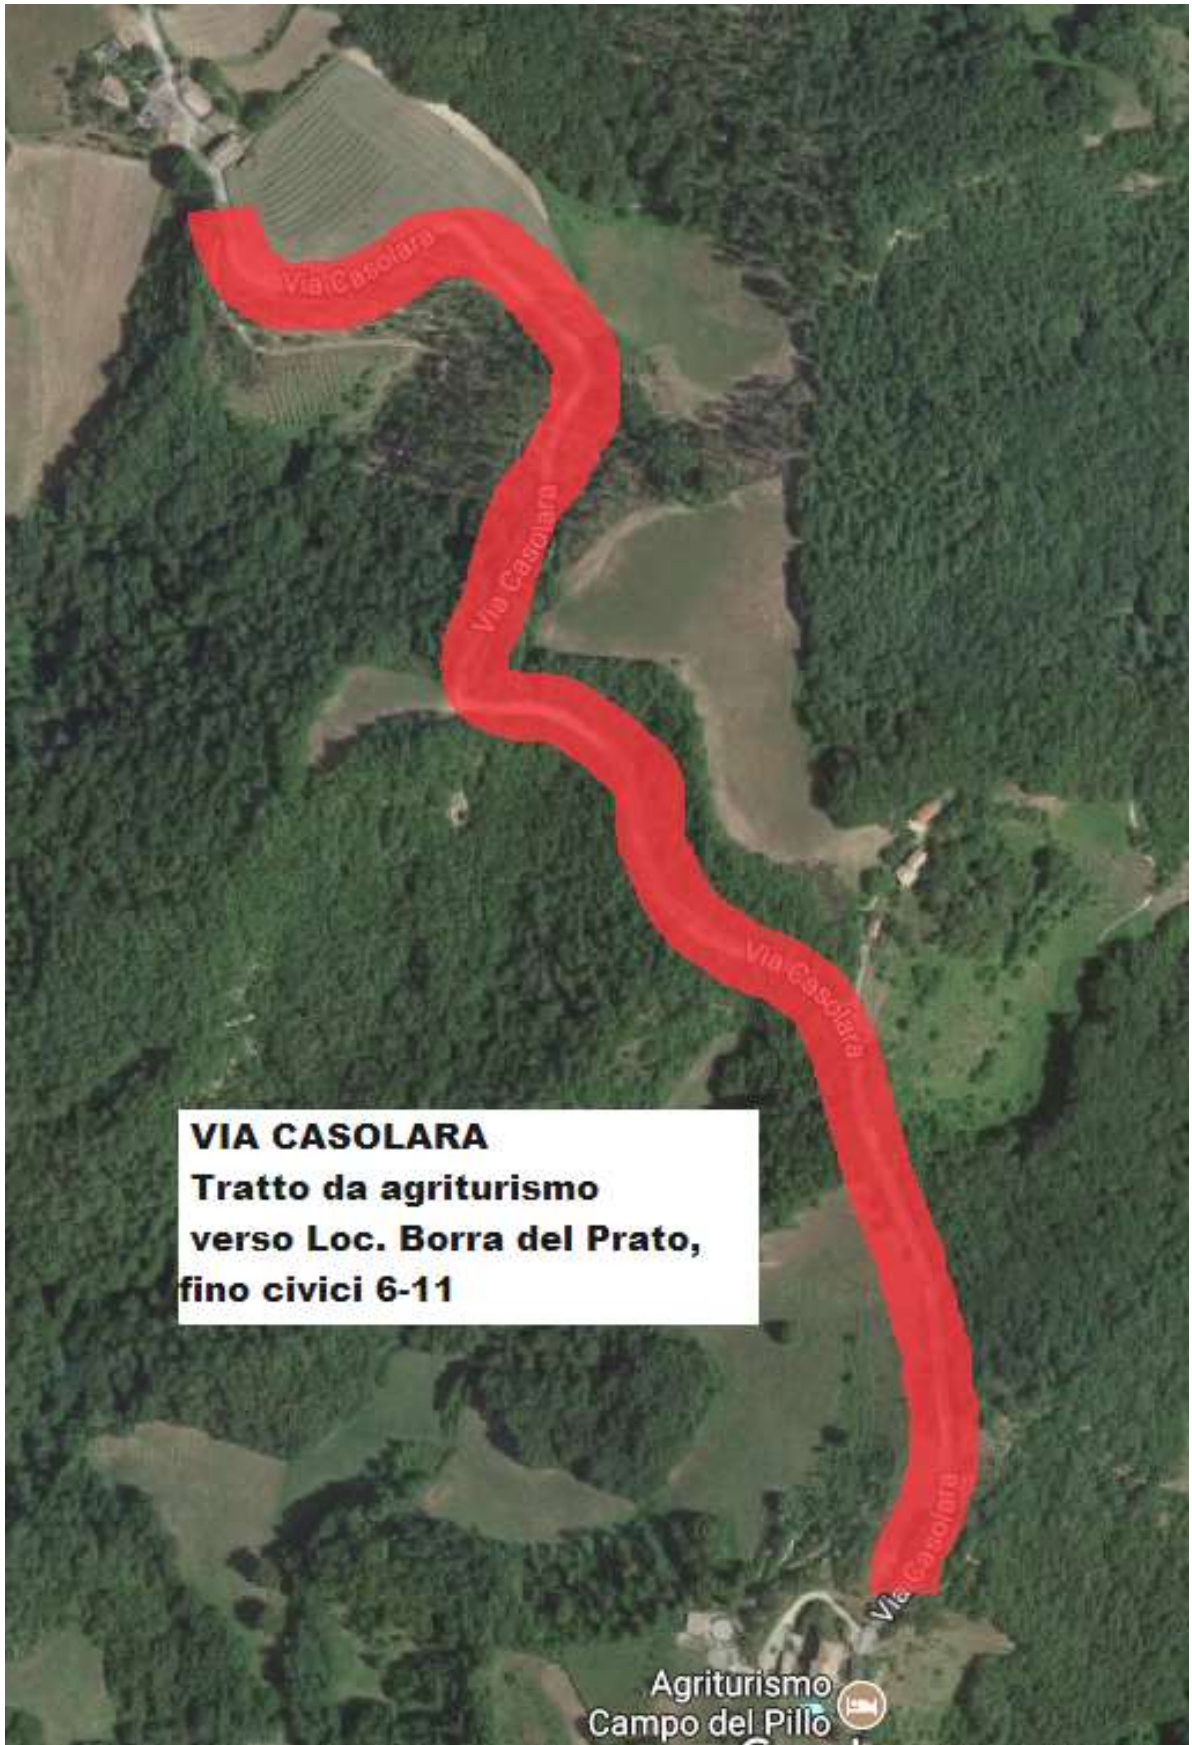 Via Casolara
Via Casolara
Via Casolara
VIA CASOLARA
Tratto da agriturismo
verso Loc. Borra del Prato,
fino civici 6-11
Via Casolara
Agriturismo
Campo del Pillo